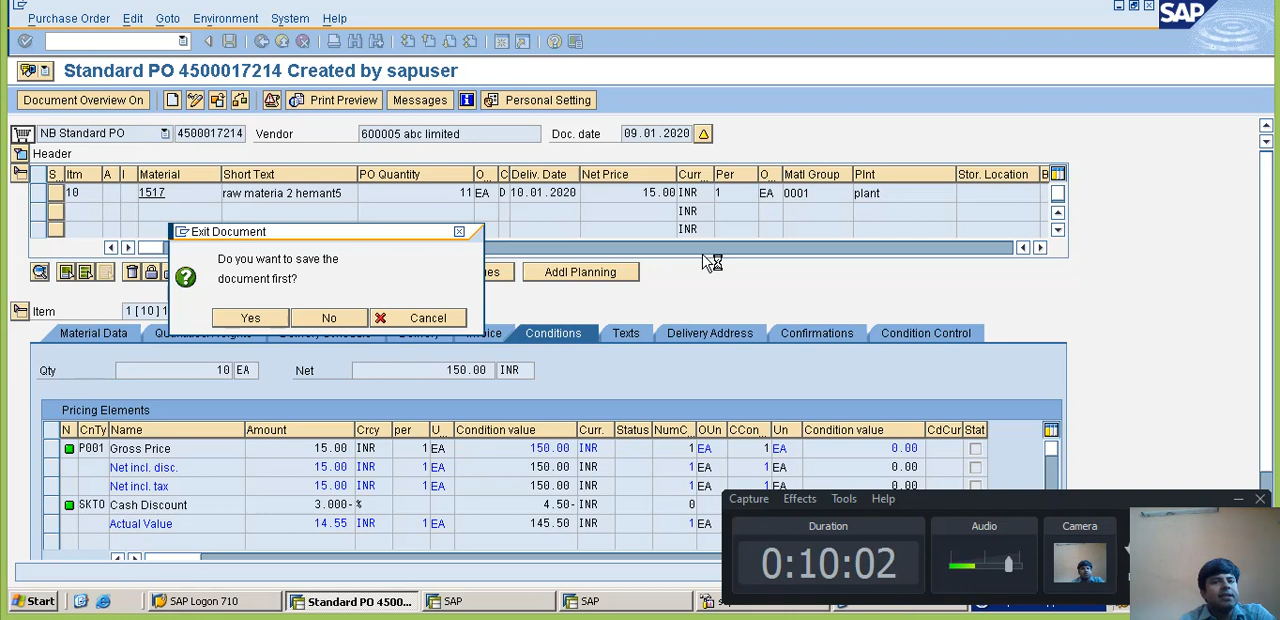 Purchase Order Edit Goto Environment System Help
SAP
Standard PO 4500017214 Created by sapuser
Document Overview On Print Preview Messages Personal Setting
NB Standard PO 4500017214 Vendor 600005 abc limited Doc. date 09.01.2020
Header
S... Itm A I Material Short Text PO Quantity O... C Deliv. Date Net Price Curr... Per O... Matl Group Plnt Stor. Location B
10 1517 raw materia 2 hemant5 11 EA D 10.01.2020 15.00 INR 1 EA 0001 plant
INR
INR
Exit Document
Do you want to save the
document first?
Yes No Cancel
Addl Planning
Item 1 [ 10 ] 1
Material Data Conditions Texts Delivery Address Confirmations Condition Control
Qty 10 EA Net 150.00 INR
Pricing Elements
N CnTy Name Amount Crcy per U... Condition value Curr. Status NumC... OUn CCon... Un Condition value CdCur Stat
P001 Gross Price 15.00 INR 1 EA 150.00 INR 1 EA 1 EA 0.00
Net incl. disc. 15.00 INR 1 EA 150.00 INR 1 EA 1 EA 0.00
Net incl. tax 15.00 INR 1 EA 150.00 INR 1 EA 1 EA 0.00
SKTO Cash Discount 3.000- % 4.50- INR 0
Actual Value 14.55 INR 1 EA 145.50 INR 1 EA
Capture Effects Tools Help
Duration Audio Camera
0:10:02
Start SAP Logon 710 Standard PO 4500... SAP SAP